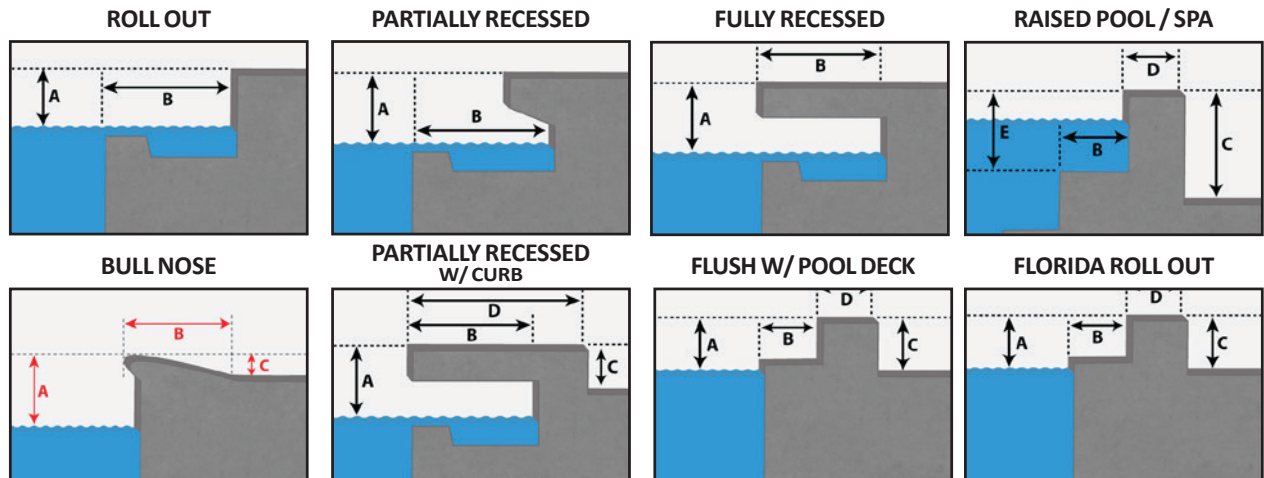 ROLL OUT
A
B
PARTIALLY RECESSED
A
B
FULLY RECESSED
B
A
RAISED POOL / SPA
D
E
B
C
BULL NOSE
B
C
A
PARTIALLY RECESSED
W/ CURB
D
B
C
A
FLUSH W/ POOL DECK
D
A
B
C
FLORIDA ROLL OUT
D
A
B
C